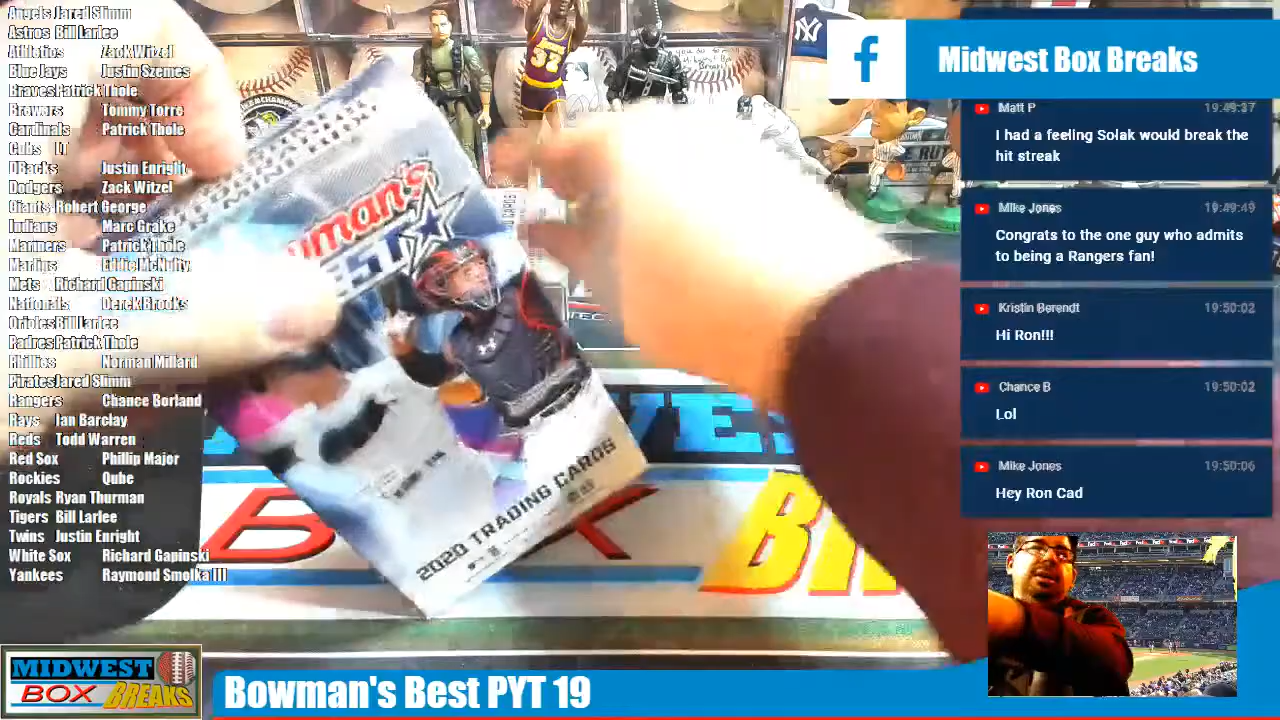 Angels Jared Slimm
Astros Bill Larlee
Athletics Zack Witzel
Blue Jays Justin Szemes
Braves Patrick Thole
Brewers Tommy Torre
Cardinals Patrick Thole
Cubs LT
DBacks Justin Enright
Dodgers Zack Witzel
Giants Robert George
Indians Marc Grake
Mariners Patrick Thole
Marlins Eddie McNulty
Mets Richard Gapinski
Nationals Derek Brooks
Orioles Bill Larlee
Padres Patrick Thole
Phillies Norman Millard
Pirates Jared Slimm
Rangers Chance Borland
Rays Ian Barclay
Reds Todd Warren
Red Sox Phillip Major
Rockies Qube
Royals Ryan Thurman
Tigers Bill Larlee
Twins Justin Enright
White Sox Richard Gapinski
Yankees Raymond Smolka III
32
2020 TRADING CARDS
f Midwest Box Breaks
Matt P 19:49:37
I had a feeling Solak would break the
hit streak
Mike Jones 19:49:49
Congrats to the one guy who admits
to being a Rangers fan!
Kristin Berendt 19:50:02
Hi Ron!!!
Chance B 19:50:02
Lol
Mike Jones 19:50:06
Hey Ron Cad
MIDWEST
BOX BREAKS
Bowman's Best PYT 19